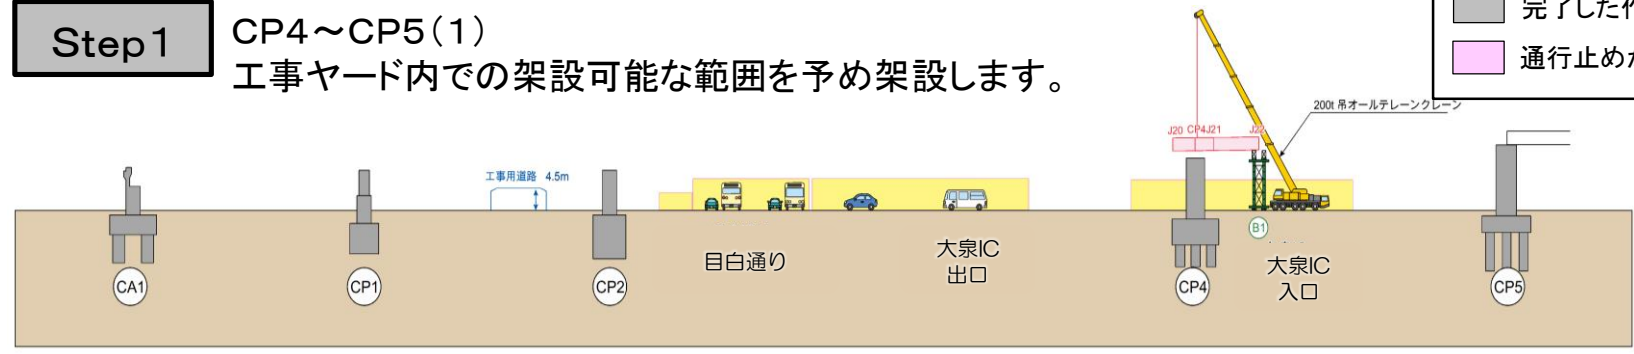 Step1
CP4～CP5(1)
工事ヤード内での架設可能な範囲を予め架設します。
完了した
通行止め
200t 吊オールテレーンクレーン
J20 CP4 J21 J22
工事用道路 4.5m
B1
目白通り
大泉IC
出口
大泉IC
入口
CA1
CP1
CP2
CP4
CP5